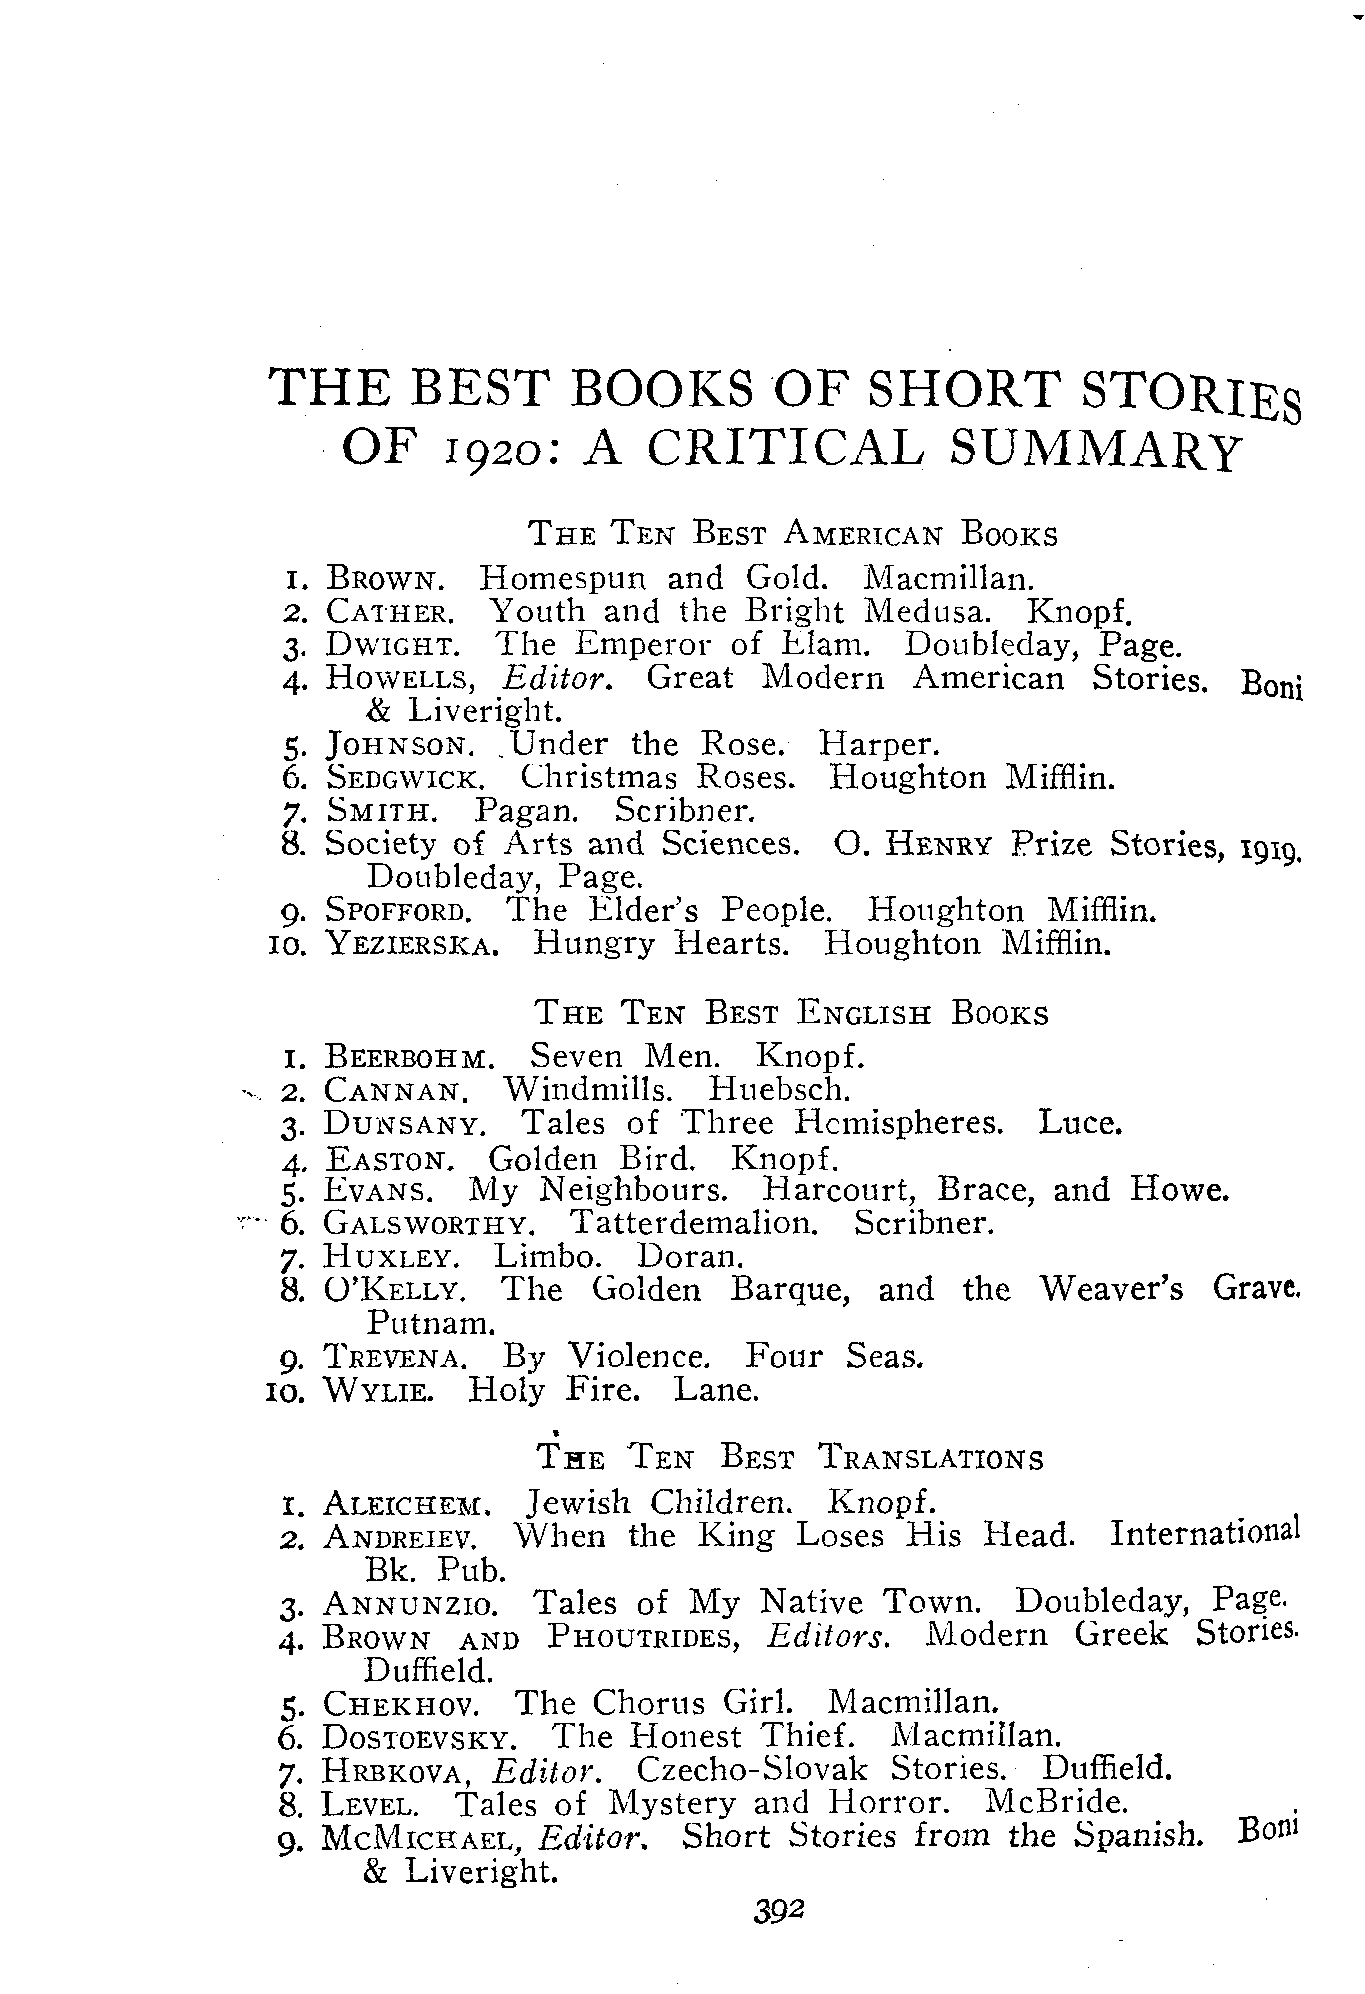 THE BEST BOOKS OF SHORT STORIES
OF 1920: A CRITICAL SUMMARY
THE TEN BEST AMERICAN BOOKS
1. BROWN. Homespun and Gold. Macmillan.
2. CATHER. Youth and the Bright Medusa. Knopf.
3. DWIGHT. The Emperor of Elam. Doubleday, Page.
4. HOWELLS, Editor. Great Modern American Stories. Boni
& Liveright.
5. JOHNSON. Under the Rose. Harper.
6. SEDGWICK. Christmas Roses. Houghton Mifflin.
7. SMITH. Pagan. Scribner.
8. Society of Arts and Sciences. O. HENRY Prize Stories, 1919.
Doubleday, Page.
9. SPOFFORD. The Elder's People. Houghton Mifflin.
10. YEZIERSKA. Hungry Hearts. Houghton Mifflin.
THE TEN BEST ENGLISH BOOKS
1. BEERBOHM. Seven Men. Knopf.
2. CANNAN. Windmills. Huebsch.
3. DUNSANY. Tales of Three Hemispheres. Luce.
4. EASTON. Golden Bird. Knopf.
5. EVANS. My Neighbours. Harcourt, Brace, and Howe.
6. GALSWORTHY. Tatterdemalion. Scribner.
7. HUXLEY. Limbo. Doran.
8. O'KELLY. The Golden Barque, and the Weaver's Grave.
Putnam.
9. TREVENA. By Violence. Four Seas.
10. WYLIE. Holy Fire. Lane.
THE TEN BEST TRANSLATIONS
1. ALEICHEM. Jewish Children. Knopf.
2. ANDREIEV. When the King Loses His Head. International
Bk. Pub.
3. ANNUNZIO. Tales of My Native Town. Doubleday, Page.
4. BROWN AND PHOUTRIDES, Editors. Modern Greek Stories.
Duffield.
5. CHEKHOV. The Chorus Girl. Macmillan.
6. DOSTOEVSKY. The Honest Thief. Macmillan.
7. HRBKOVA, Editor. Czecho-Slovak Stories. Duffield.
8. LEVEL. Tales of Mystery and Horror. McBride.
9. MCMICHAEL, Editor. Short Stories from the Spanish. Boni
& Liveright.
392